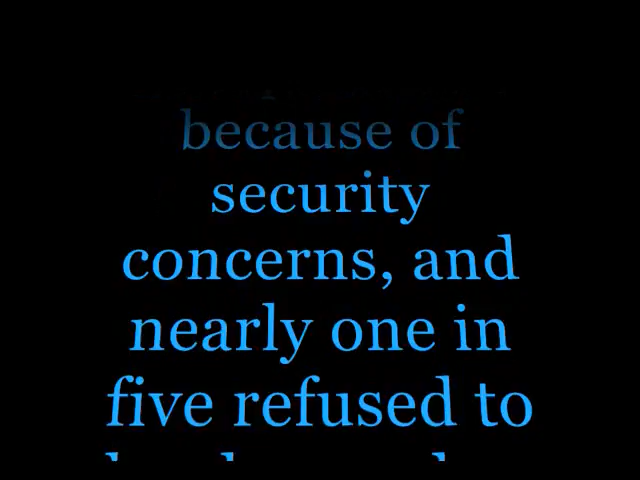 because of
security
concerns, and
nearly one in
five refused to